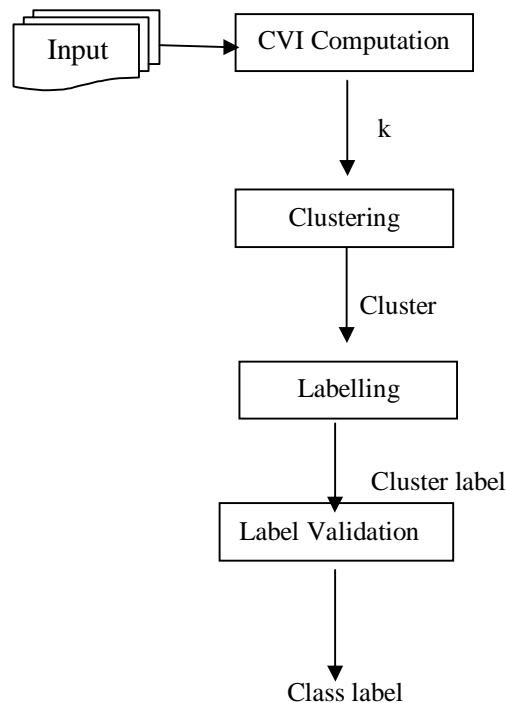 Input
CVI Computation
k
Clustering
Cluster
Labelling
Cluster label
Label Validation
Class label